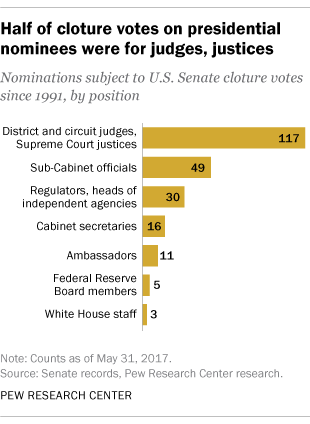 Half of cloture votes on presidential
nominees were for judges, justices
Nominations subject to U.S. Senate cloture votes
since 1991, by position
District and circuit judges,
Supreme Court justices
117
Sub-Cabinet officials
49
Regulators, heads of
independent agencies
30
Cabinet secretaries
16
Ambassadors
11
Federal Reserve
Board members
5
White House staff
3
Note: Counts as of May 31, 2017.
Source: Senate records, Pew Research Center research.
PEW RESEARCH CENTER